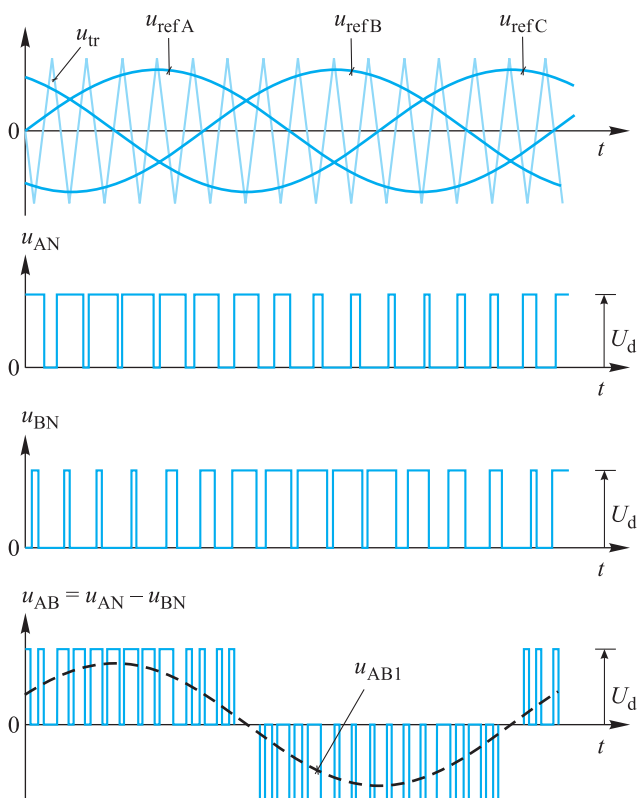 u_tr
u_refA
u_refB
u_refC
0
t
u_AN
0
U_d
t
u_BN
0
U_d
t
u_AB = u_AN – u_BN
u_AB1
0
U_d
t